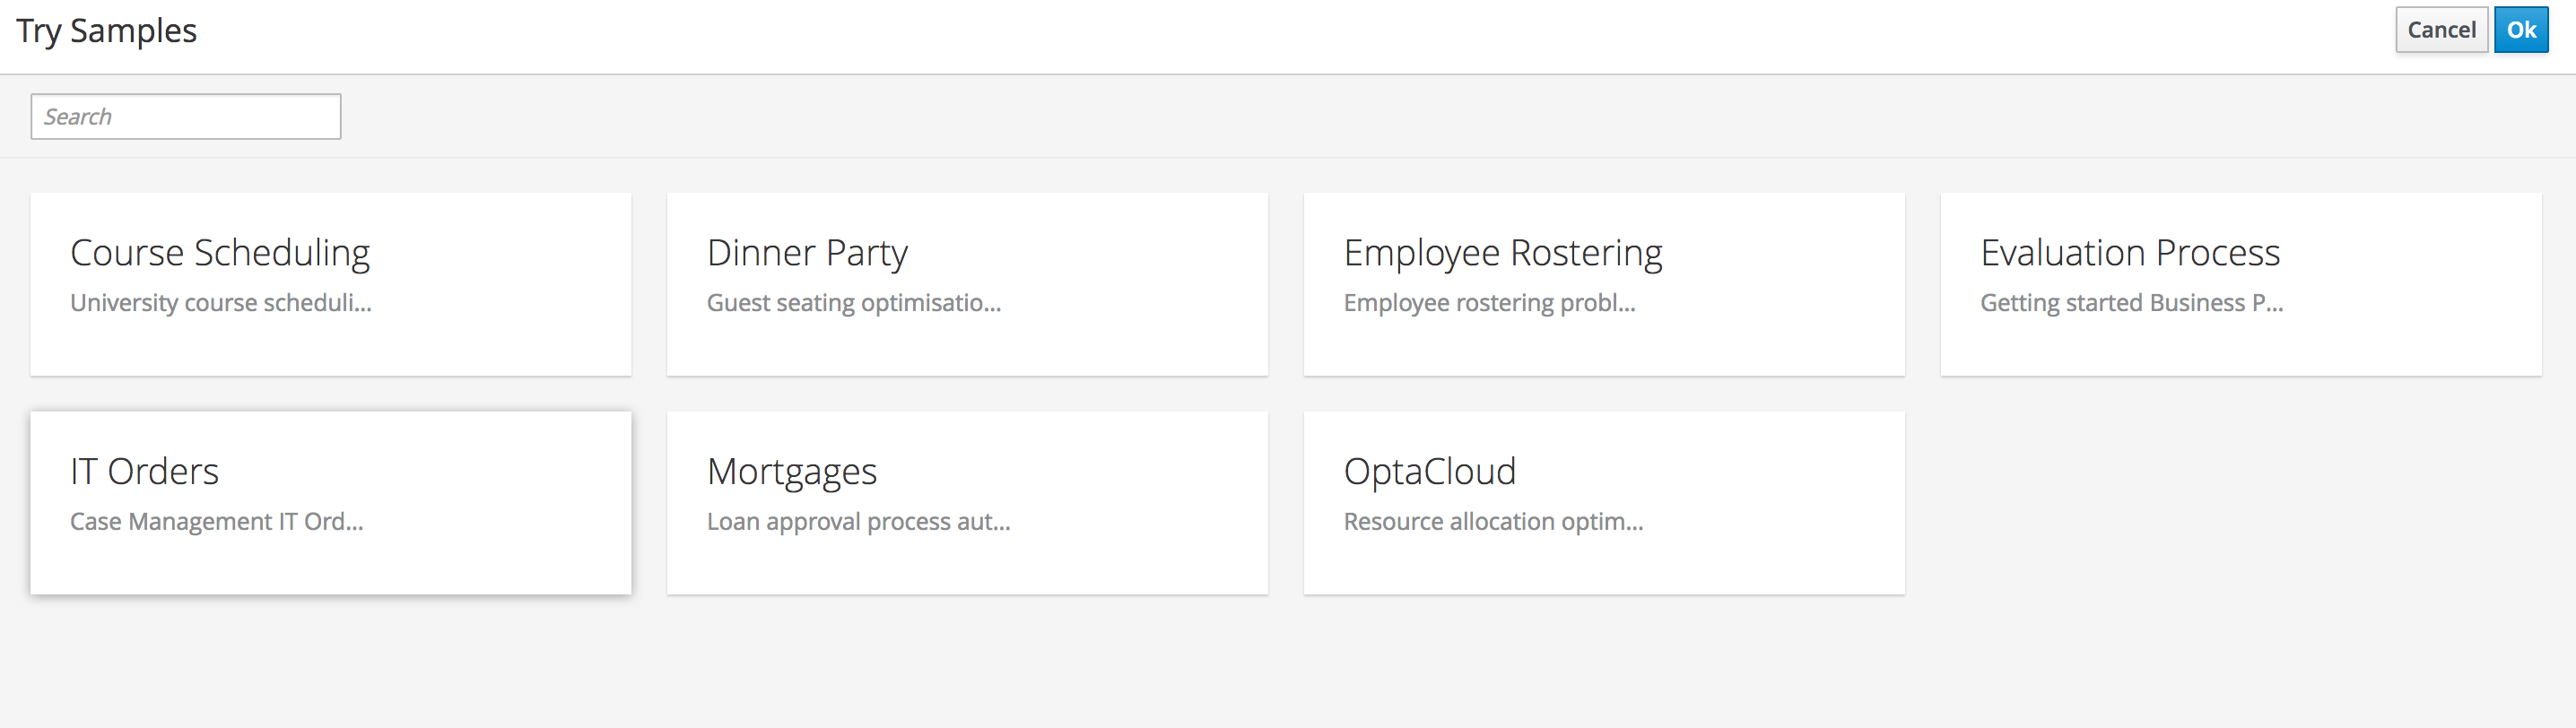 Try Samples
Cancel Ok
Search
Course Scheduling
University course scheduli...
Dinner Party
Guest seating optimisatio...
Employee Rostering
Employee rostering probl...
Evaluation Process
Getting started Business P...
IT Orders
Case Management IT Ord...
Mortgages
Loan approval process aut...
OptaCloud
Resource allocation optim...